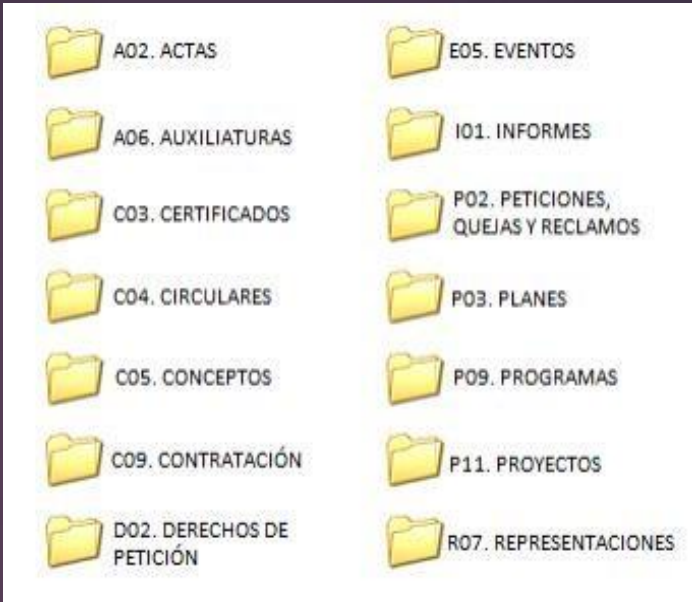 A02. ACTAS
A06. AUXILIATURAS
C03. CERTIFICADOS
C04. CIRCULARES
C05. CONCEPTOS
C09. CONTRATACIÓN
D02. DERECHOS DE
PETICIÓN
E05. EVENTOS
I01. INFORMES
P02. PETICIONES,
QUEJAS Y RECLAMOS
P03. PLANES
P09. PROGRAMAS
P11. PROYECTOS
R07. REPRESENTACIONES